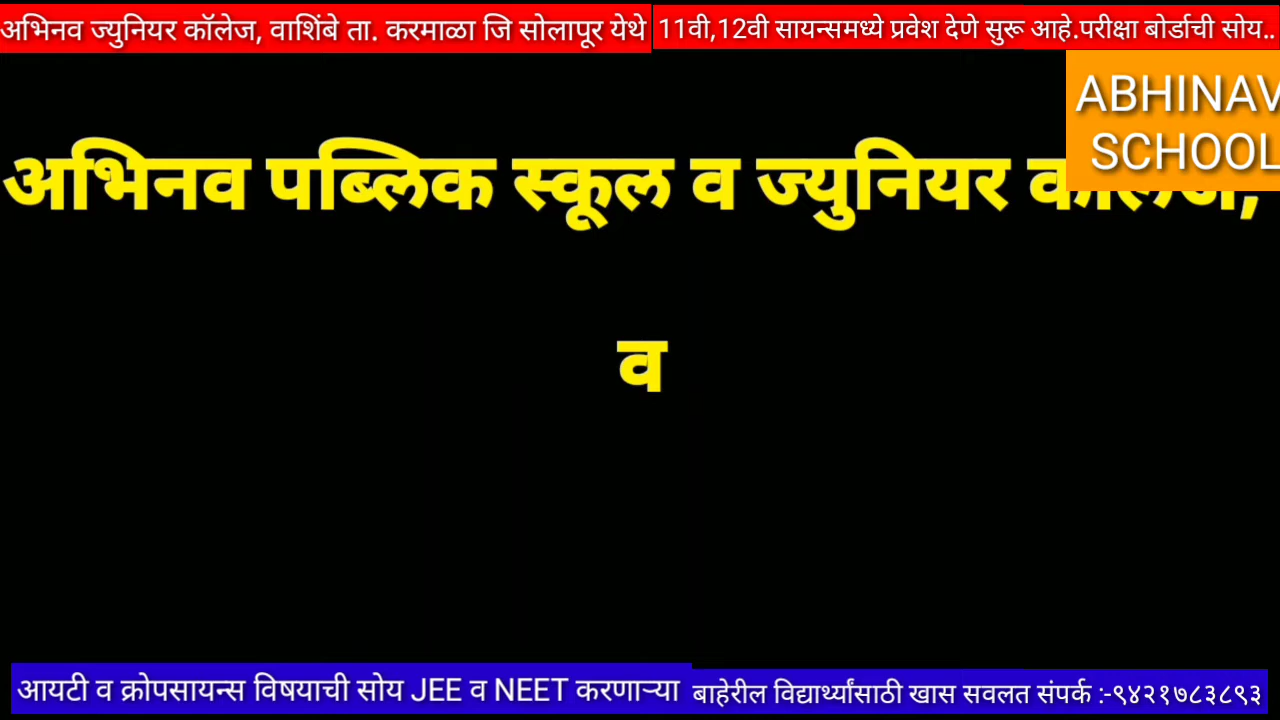 अभिनव ज्युनियर कॉलेज, वाशिंबे ता. करमाळा जि सोलापूर येथे
11वी,12वी सायन्समध्ये प्रवेश देणे सुरू आहे.परीक्षा बोर्डाची सोय..
ABHINAV
SCHOOL
अभिनव पब्लिक स्कूल व ज्युनियर कॉलेज,
व
आयटी व क्रोपसायन्स विषयाची सोय JEE व NEET करणाऱ्या
बाहेरील विद्यार्थ्यांसाठी खास सवलत संपर्क :-९४२१७८३८९३